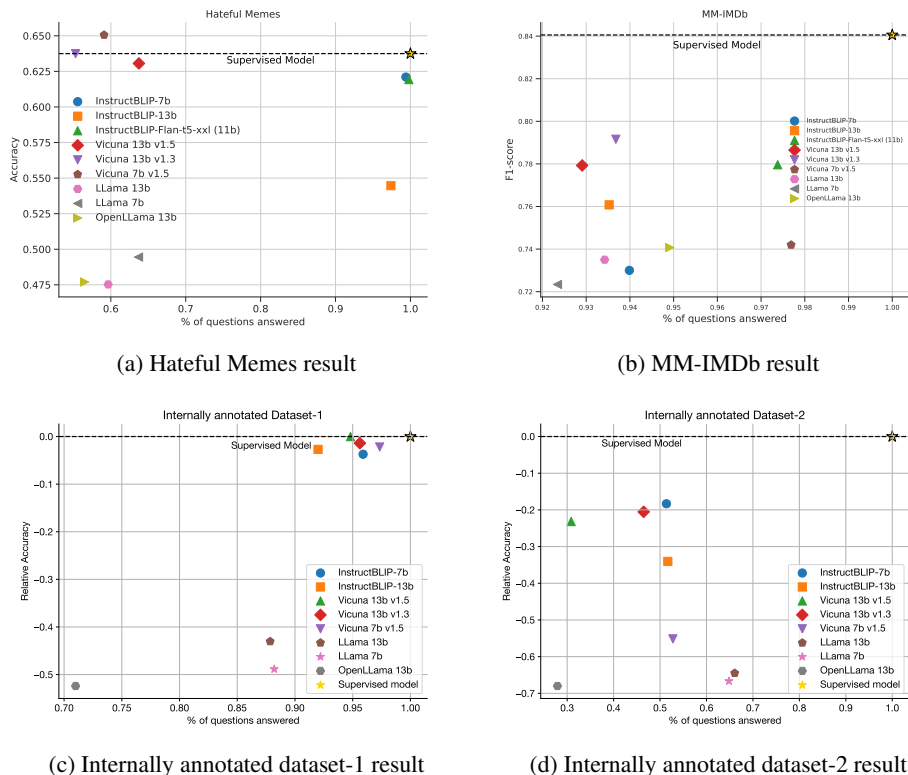 Hateful Memes
0.650
0.625
0.600
0.575
0.550
0.525
0.500
0.475
Accuracy
Supervised Model
InstructBLIP-7b
InstructBLIP-13b
InstructBLIP-Flan-t5-xxl (11b)
Vicuna 13b v1.5
Vicuna 13b v1.3
Vicuna 7b v1.5
LLama 13b
LLama 7b
OpenLLama 13b
0.6 0.7 0.8 0.9 1.0
% of questions answered
(a) Hateful Memes result
MM-IMDb
0.84
0.82
0.80
0.78
0.76
0.74
0.72
F1-score
Supervised Model
InstructBLIP-7b
InstructBLIP-13b
InstructBLIP-Flan-t5-xxl (11b)
Vicuna 13b v1.5
Vicuna 13b v1.3
Vicuna 7b v1.5
LLama 13b
LLama 7b
OpenLLama 13b
0.92 0.93 0.94 0.95 0.96 0.97 0.98 0.99 1.00
% of questions answered
(b) MM-IMDb result
Internally annotated Dataset-1
0.0
−0.1
−0.2
−0.3
−0.4
−0.5
Relative Accuracy
Supervised Model
InstructBLIP-7b
InstructBLIP-13b
Vicuna 13b v1.5
Vicuna 13b v1.3
Vicuna 7b v1.5
LLama 13b
LLama 7b
OpenLLama 13b
Supervised model
0.70 0.75 0.80 0.85 0.90 0.95 1.00
% of questions answered
(c) Internally annotated dataset-1 result
Internally annotated Dataset-2
0.0
−0.1
−0.2
−0.3
−0.4
−0.5
−0.6
−0.7
Relative Accuracy
Supervised Model
InstructBLIP-7b
InstructBLIP-13b
Vicuna 13b v1.5
Vicuna 13b v1.3
Vicuna 7b v1.5
LLama 13b
LLama 7b
OpenLLama 13b
Supervised model
0.3 0.4 0.5 0.6 0.7 0.8 0.9 1.0
% of questions answered
(d) Internally annotated dataset-2 result